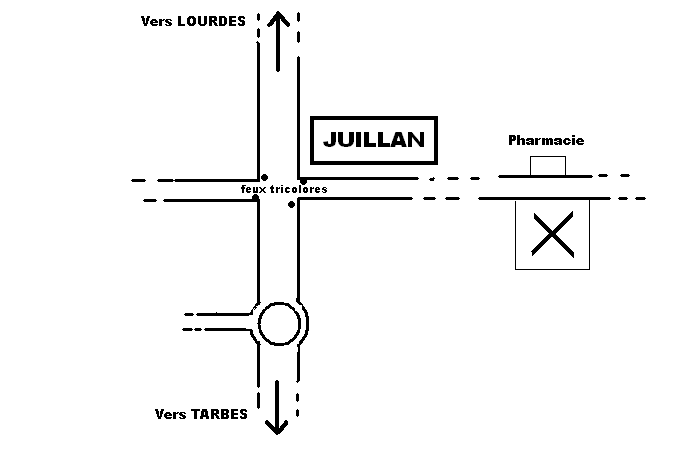 Vers LOURDES
JUILLAN
Pharmacie
feux tricolores
Vers TARBES